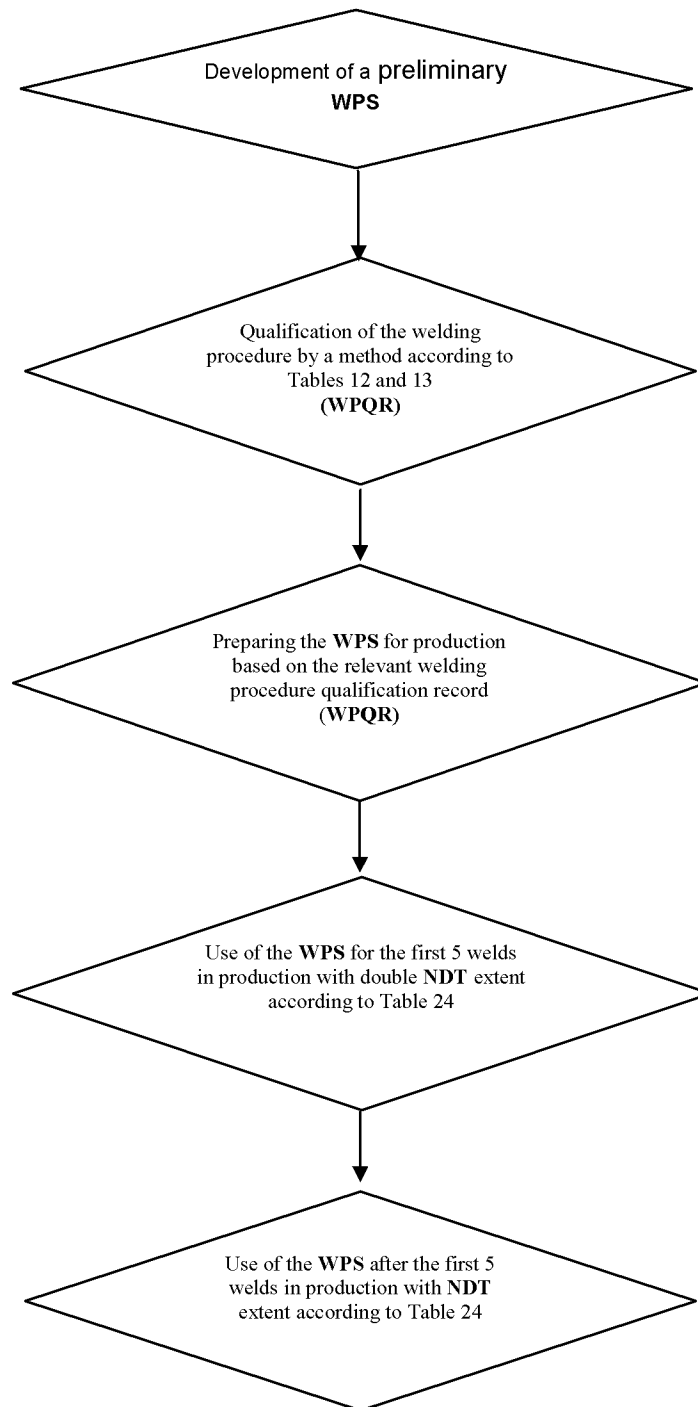 Development of a preliminary
WPS
Qualification of the welding
procedure by a method according to
Tables 12 and 13
(WPQR)
Preparing the WPS for production
based on the relevant welding
procedure qualification record
(WPQR)
Use of the WPS for the first 5 welds
in production with double NDT extent
according to Table 24
Use of the WPS after the first 5
welds in production with NDT
extent according to Table 24